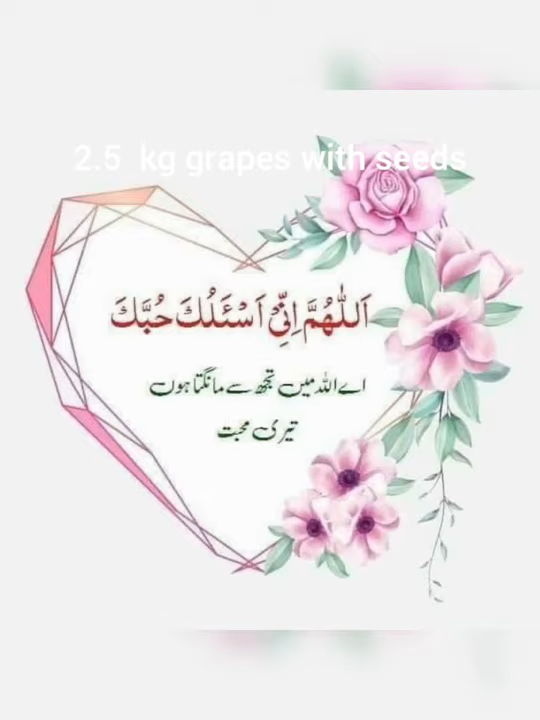 2.5 kg grapes with seeds
اَللّٰهُمَّ اِنِّیْ اَسْئَلُكَ حُبَّكَ
اے اللہ میں تجھ سے مانگتا ہوں
تیری محبت